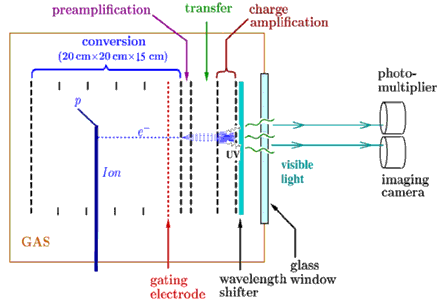 preamplification
transfer
charge
amplification
conversion
(20 cm×20 cm×15 cm)
photo-
multiplier
p
e⁻
Ion
UV
visible
light
imaging
camera
GAS
gating
electrode
wavelength
shifter
glass
window